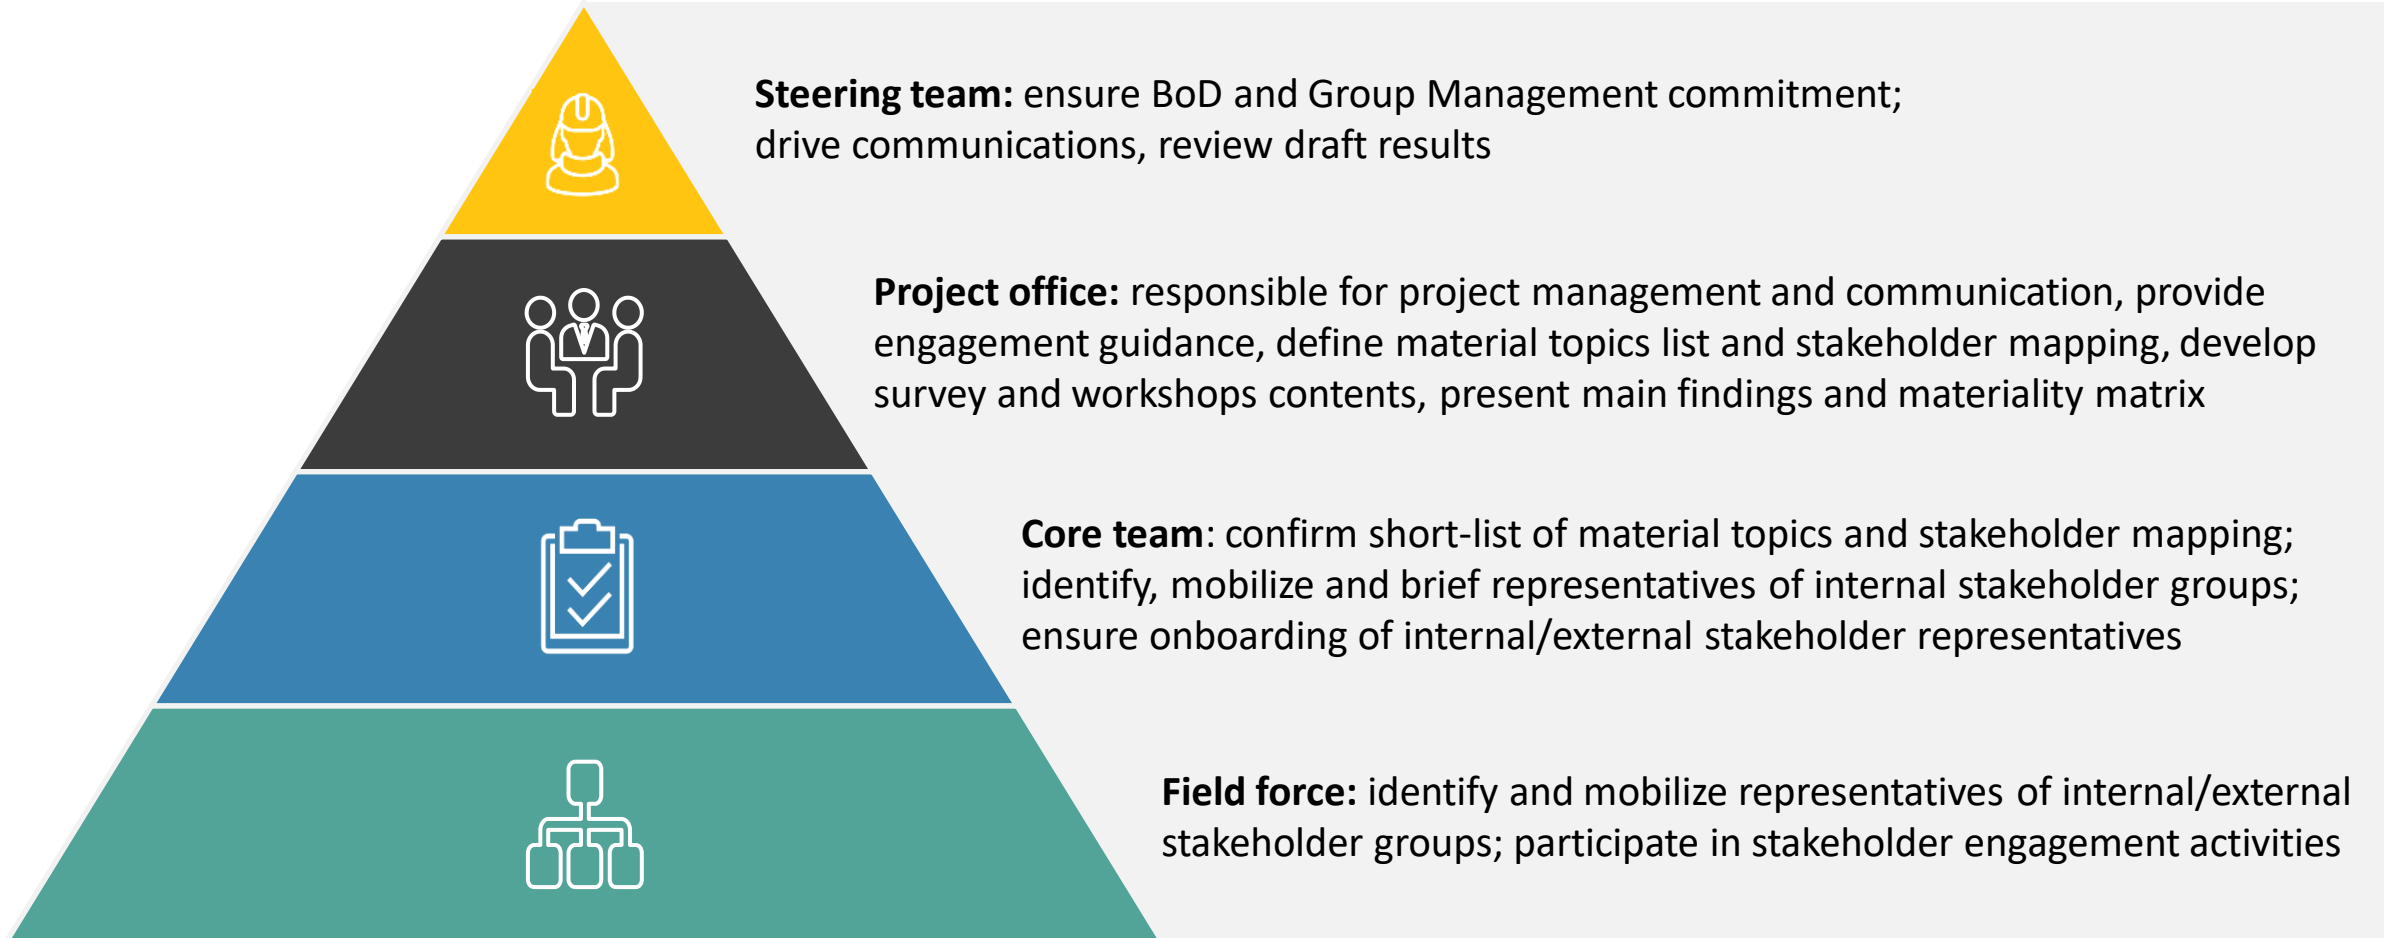 Steering team: ensure BoD and Group Management commitment;
drive communications, review draft results
Project office: responsible for project management and communication, provide
engagement guidance, define material topics list and stakeholder mapping, develop
survey and workshops contents, present main findings and materiality matrix
Core team: confirm short-list of material topics and stakeholder mapping;
identify, mobilize and brief representatives of internal stakeholder groups;
ensure onboarding of internal/external stakeholder representatives
Field force: identify and mobilize representatives of internal/external
stakeholder groups; participate in stakeholder engagement activities